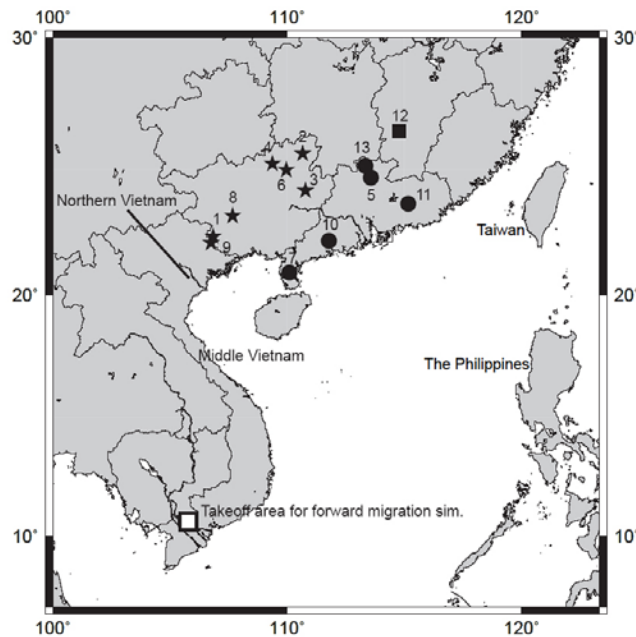 100° 110° 120°
30° 30°
12
2
13
4
6 3 5 11
Northern Vietnam
8
1 10
9
7
Taiwan
20° 20°
Middle Vietnam
The Philippines
Takeoff area for forward migration sim.
10° 10°
100° 110° 120°